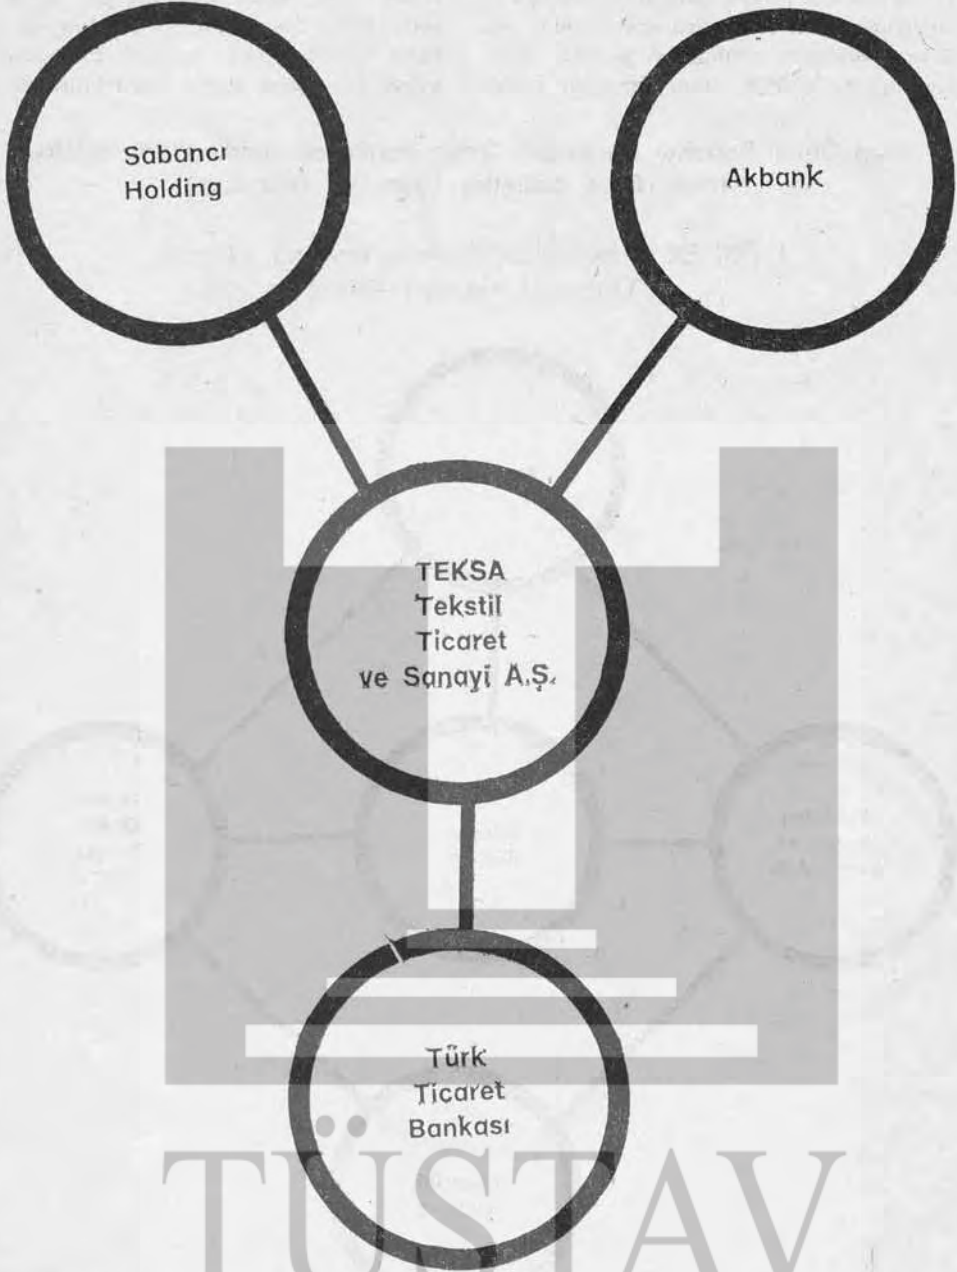 Sabancı
Holding
Akbank
TEKSA
Tekstil
Ticaret
ve Sanayi A.Ş.
Türk
Ticaret
Bankası
TÜSTAV